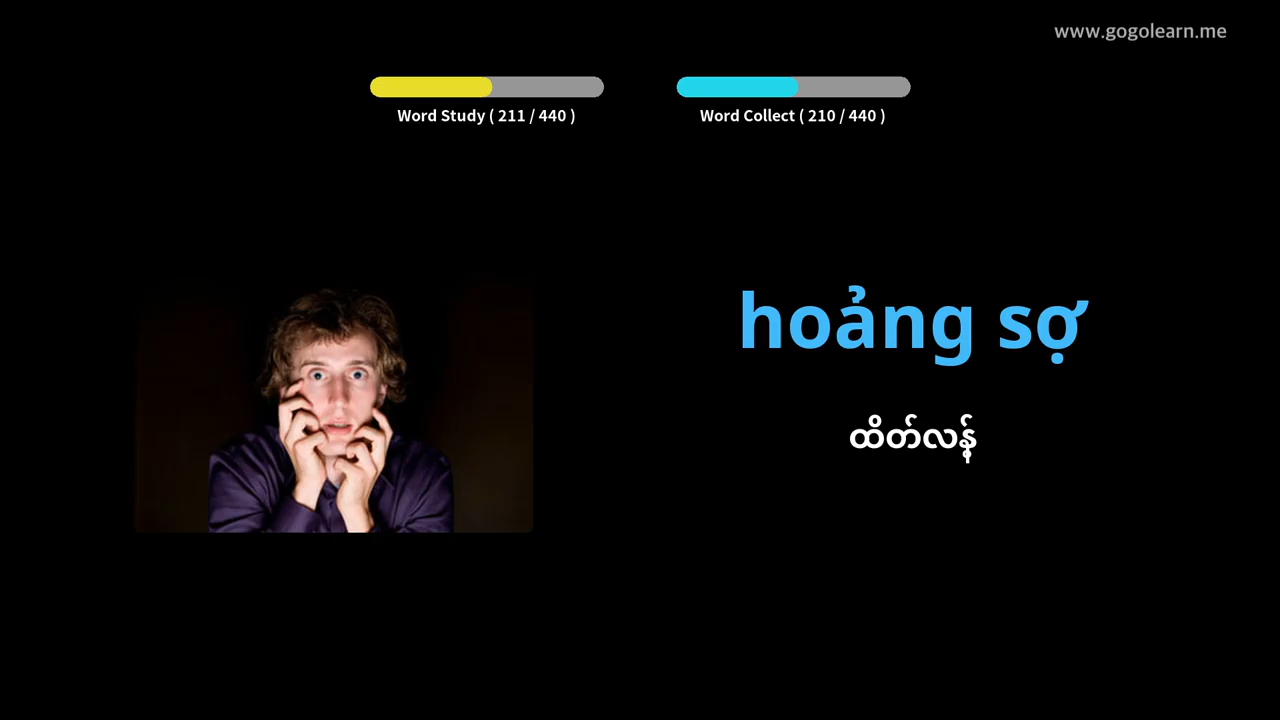 www.gogolearn.me
Word Study ( 211 / 440 )
Word Collect ( 210 / 440 )
hoảng sợ
ထိတ်လန့်